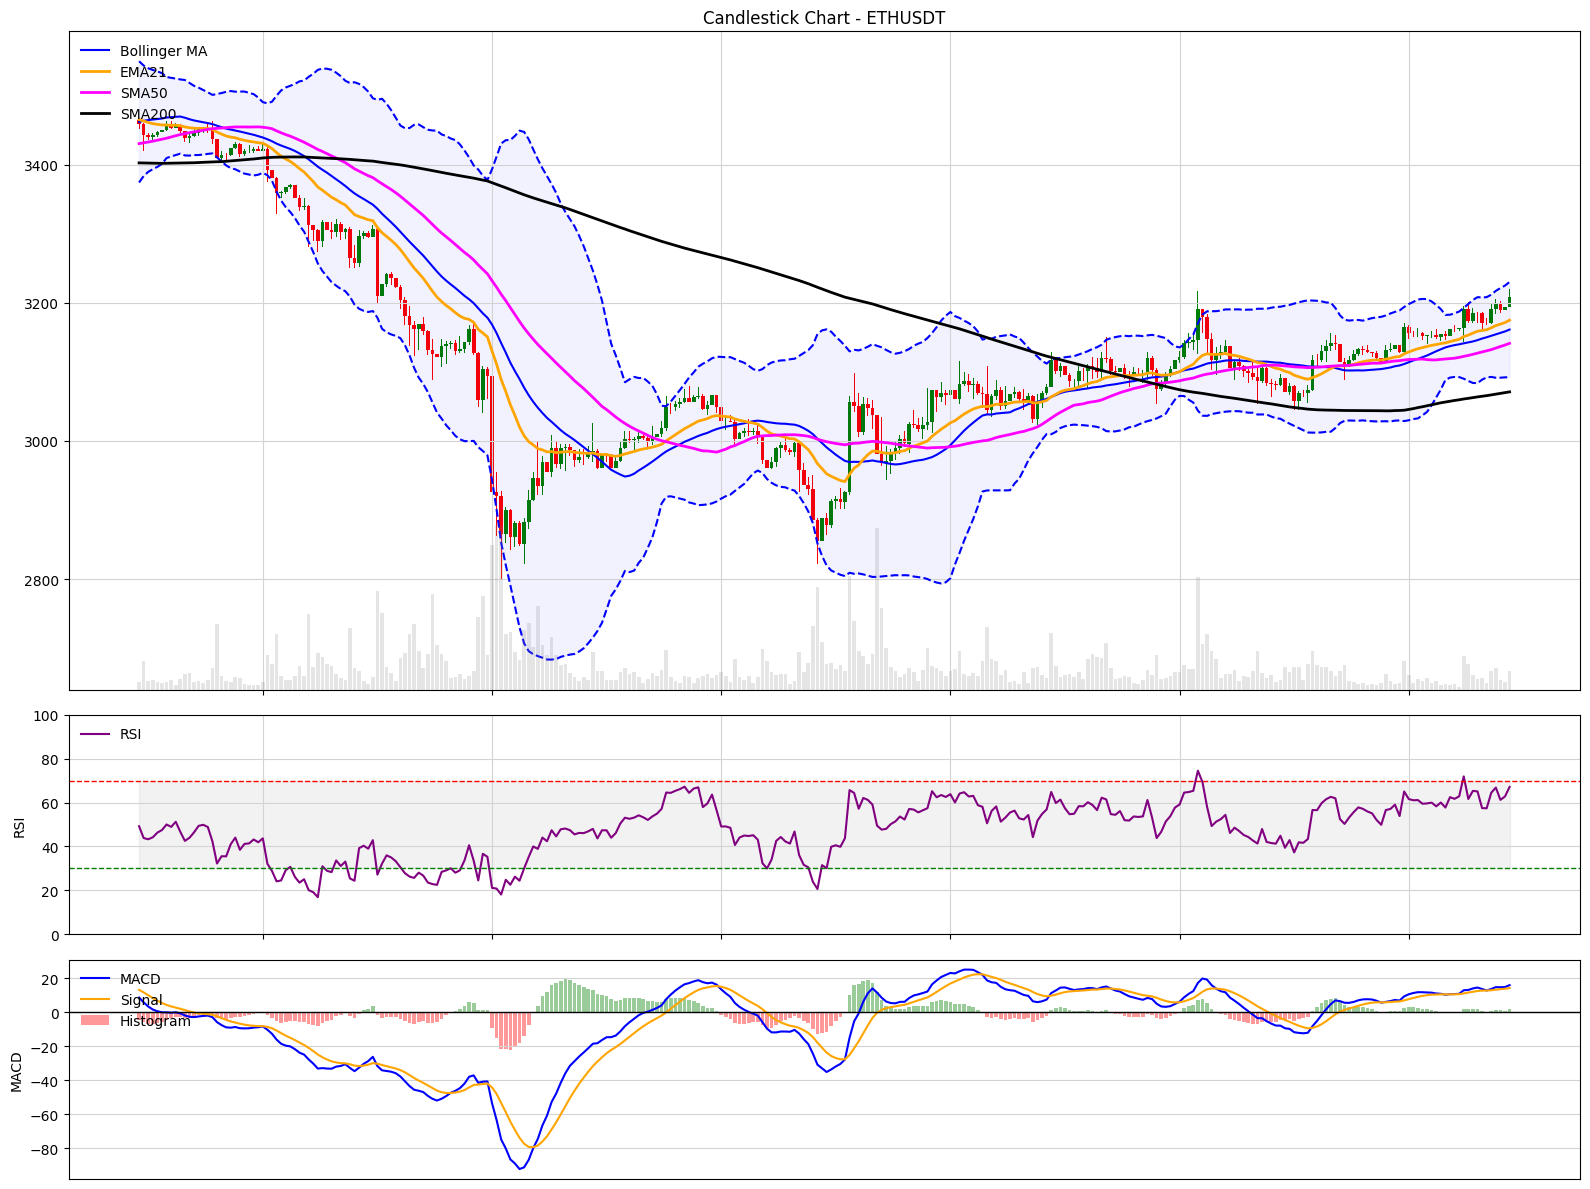 Candlestick Chart - ETHUSDT
Bollinger MA
EMA21
SMA50
SMA200
3400
3200
3000
2800
RSI
100
80
60
40
20
0
RSI
MACD
Signal
Histogram
20
0
−20
−40
−60
−80
MACD